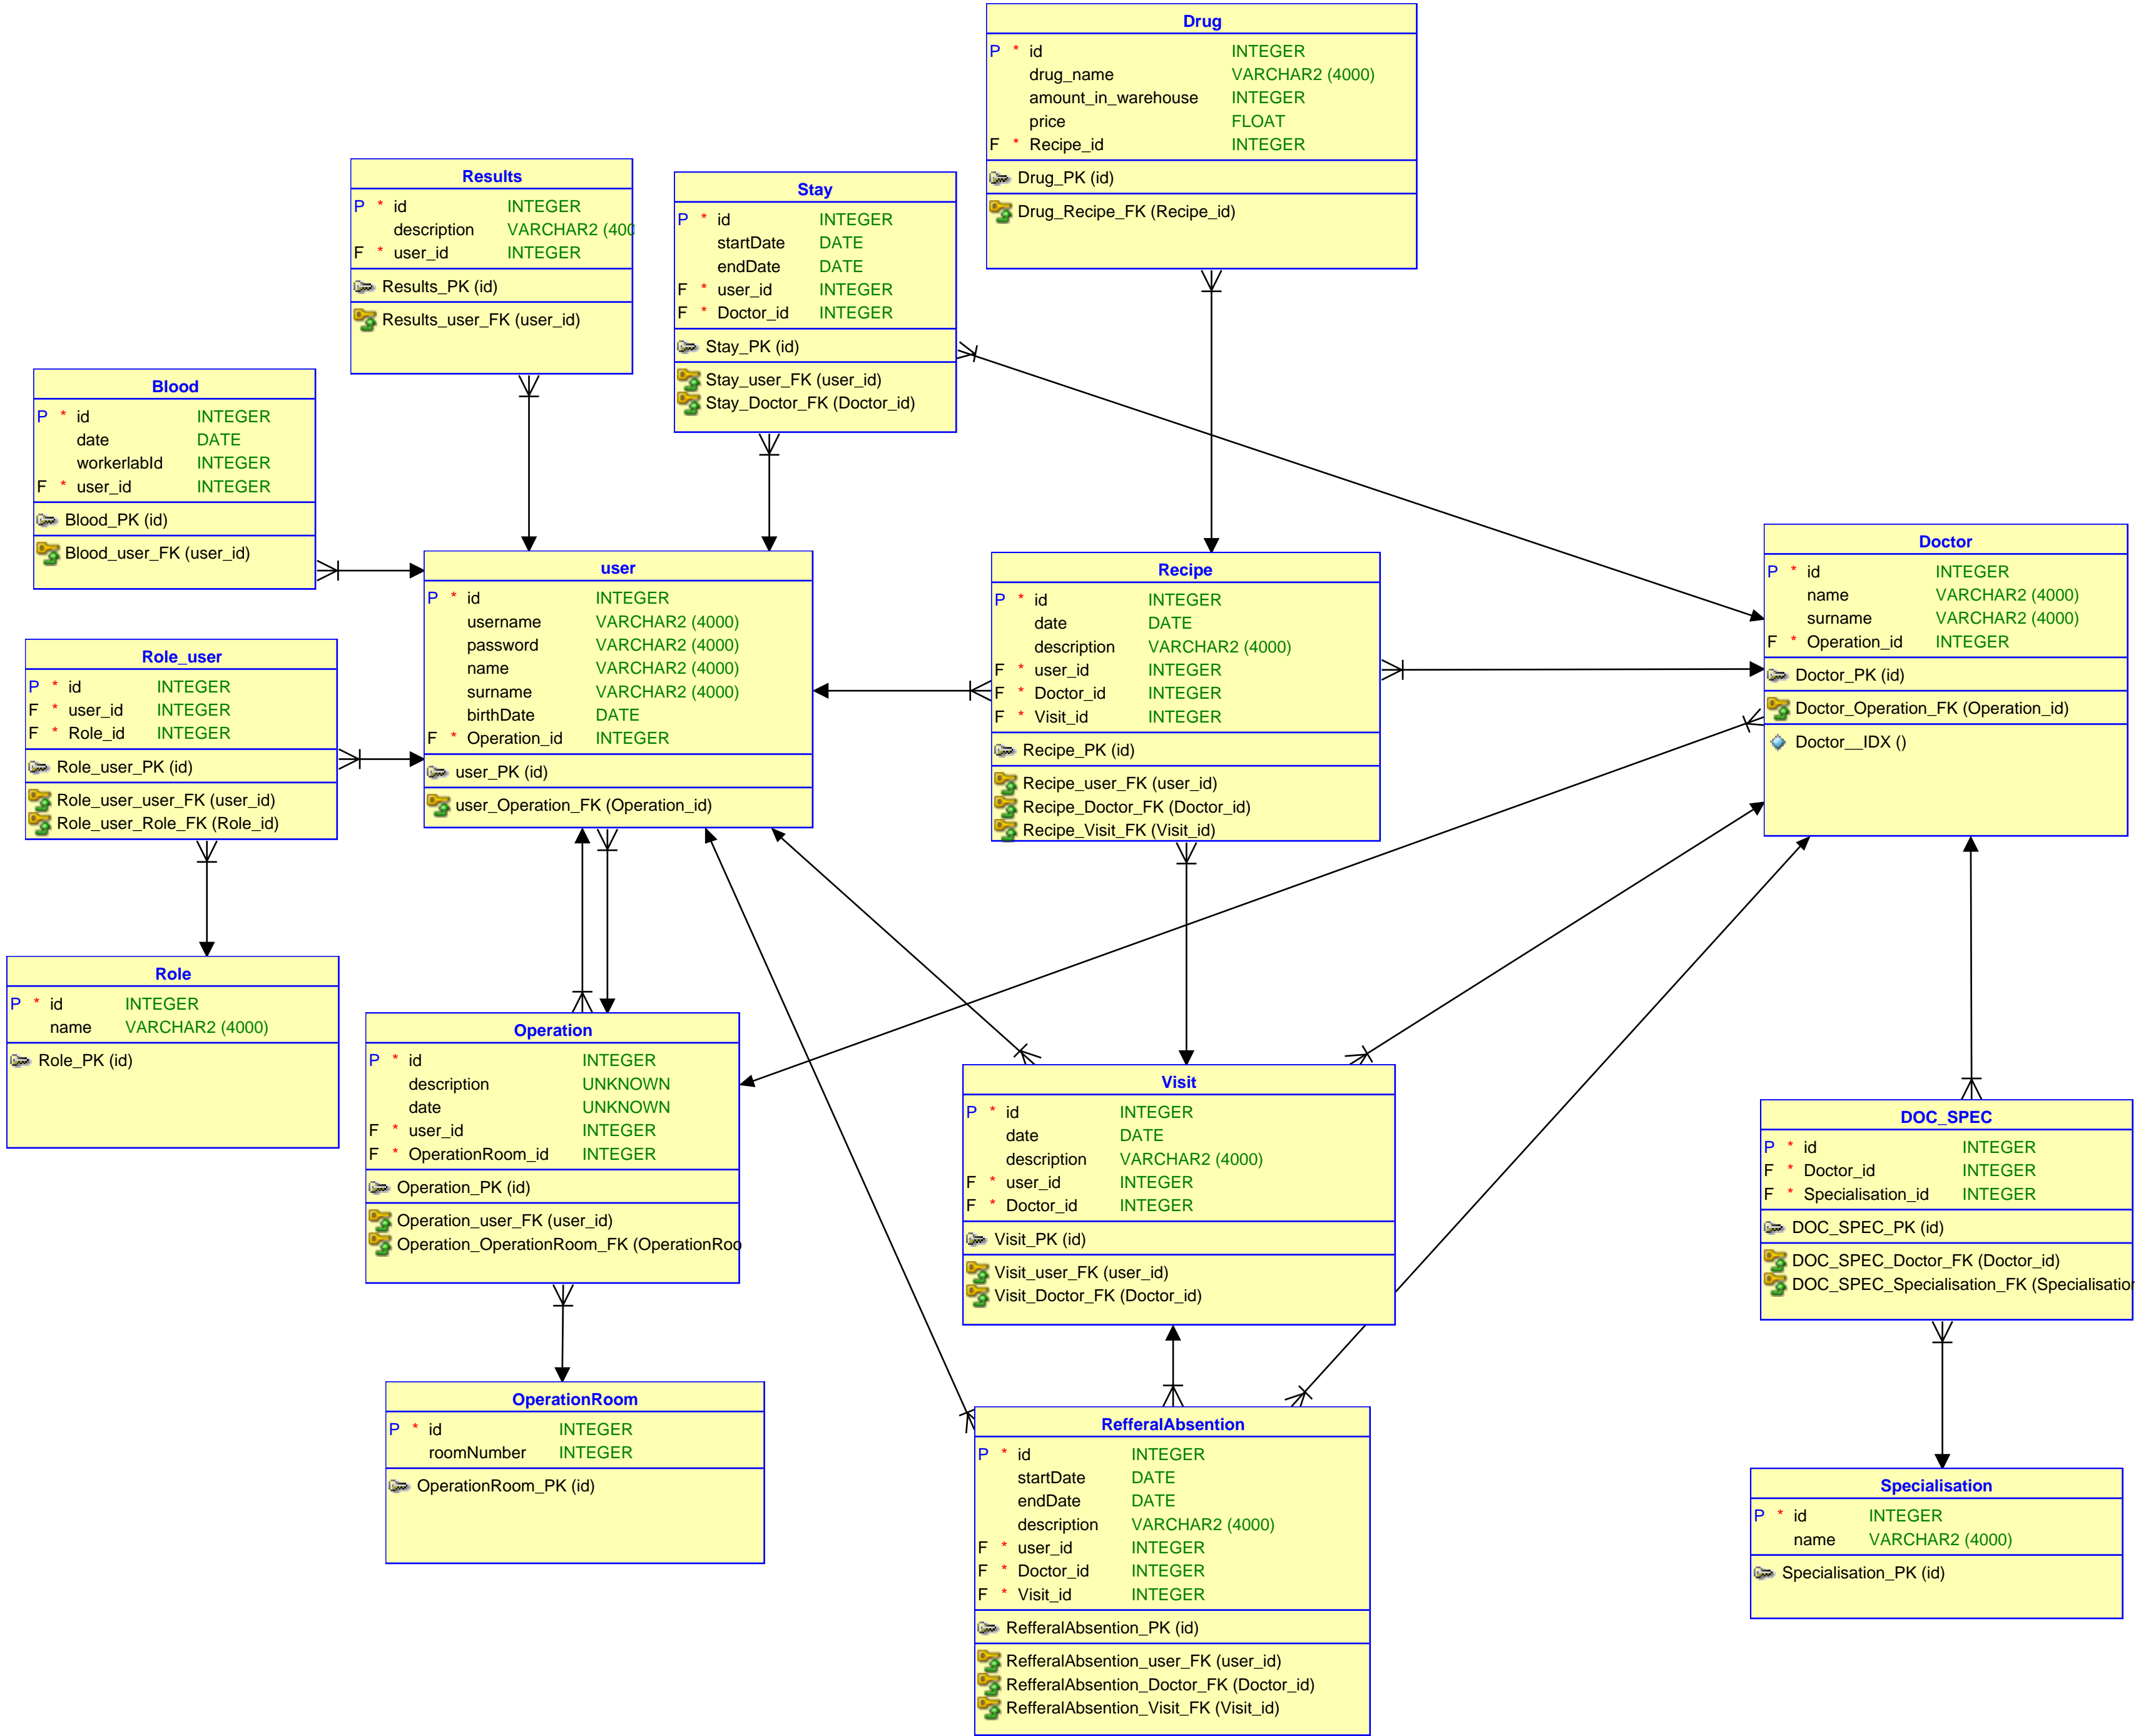 Drug
P * id INTEGER
drug_name VARCHAR2 (4000)
amount_in_warehouse INTEGER
price FLOAT
F * Recipe_id INTEGER
Drug_PK (id)
Drug_Recipe_FK (Recipe_id)
Results
P * id INTEGER
description VARCHAR2 (400
F * user_id INTEGER
Results_PK (id)
Results_user_FK (user_id)
Stay
P * id INTEGER
startDate DATE
endDate DATE
F * user_id INTEGER
F * Doctor_id INTEGER
Stay_PK (id)
Stay_user_FK (user_id)
Stay_Doctor_FK (Doctor_id)
Blood
P * id INTEGER
date DATE
workerlabId INTEGER
F * user_id INTEGER
Blood_PK (id)
Blood_user_FK (user_id)
user
P * id INTEGER
username VARCHAR2 (4000)
password VARCHAR2 (4000)
name VARCHAR2 (4000)
surname VARCHAR2 (4000)
birthDate DATE
F * Operation_id INTEGER
user_PK (id)
user_Operation_FK (Operation_id)
Recipe
P * id INTEGER
date DATE
description VARCHAR2 (4000)
F * user_id INTEGER
F * Doctor_id INTEGER
F * Visit_id INTEGER
Recipe_PK (id)
Recipe_user_FK (user_id)
Recipe_Doctor_FK (Doctor_id)
Recipe_Visit_FK (Visit_id)
Doctor
P * id INTEGER
name VARCHAR2 (4000)
surname VARCHAR2 (4000)
F * Operation_id INTEGER
Doctor_PK (id)
Doctor_Operation_FK (Operation_id)
Doctor__IDX ()
Role_user
P * id INTEGER
F * user_id INTEGER
F * Role_id INTEGER
Role_user_PK (id)
Role_user_user_FK (user_id)
Role_user_Role_FK (Role_id)
Role
P * id INTEGER
name VARCHAR2 (4000)
Role_PK (id)
Operation
P * id INTEGER
description UNKNOWN
date UNKNOWN
F * user_id INTEGER
F * OperationRoom_id INTEGER
Operation_PK (id)
Operation_user_FK (user_id)
Operation_OperationRoom_FK (OperationRoo
Visit
P * id INTEGER
date DATE
description VARCHAR2 (4000)
F * user_id INTEGER
F * Doctor_id INTEGER
Visit_PK (id)
Visit_user_FK (user_id)
Visit_Doctor_FK (Doctor_id)
DOC_SPEC
P * id INTEGER
F * Doctor_id INTEGER
F * Specialisation_id INTEGER
DOC_SPEC_PK (id)
DOC_SPEC_Doctor_FK (Doctor_id)
DOC_SPEC_Specialisation_FK (Specialisation
OperationRoom
P * id INTEGER
roomNumber INTEGER
OperationRoom_PK (id)
RefferalAbsention
P * id INTEGER
startDate DATE
endDate DATE
description VARCHAR2 (4000)
F * user_id INTEGER
F * Doctor_id INTEGER
F * Visit_id INTEGER
RefferalAbsention_PK (id)
RefferalAbsention_user_FK (user_id)
RefferalAbsention_Doctor_FK (Doctor_id)
RefferalAbsention_Visit_FK (Visit_id)
Specialisation
P * id INTEGER
name VARCHAR2 (4000)
Specialisation_PK (id)